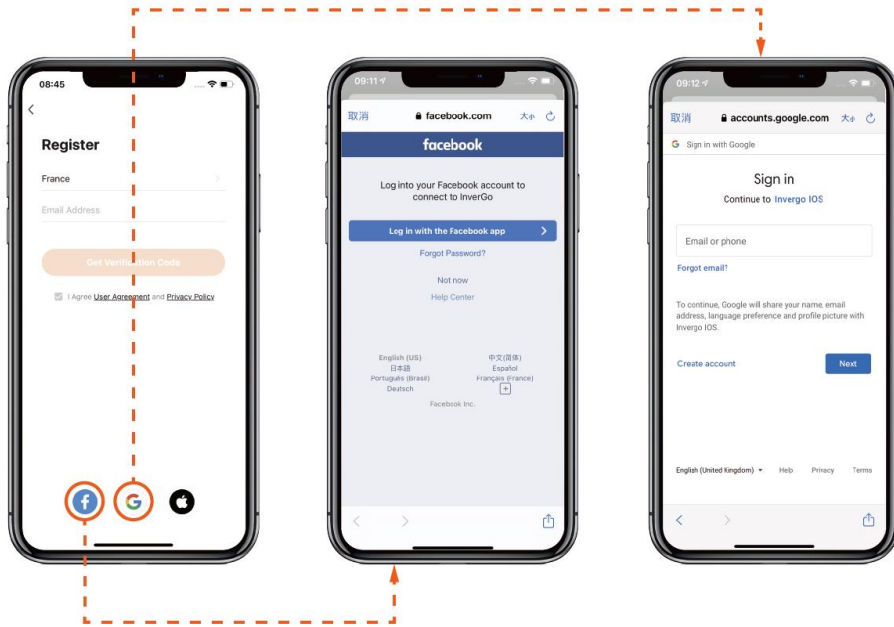 08:45
Register
France
Email Address
Get Verification Code
I Agree User Agreement and Privacy Policy
09:11
取消
facebook.com
大小
facebook
Log into your Facebook account to
connect to InverGo
Log in with the Facebook app
Forgot Password?
Not now
Help Center
English (US)
中文(简体)
日本語
Español
Português (Brasil)
Français (France)
Deutsch
Facebook Inc.
09:12
取消
accounts.google.com
大小
G Sign in with Google
Sign in
Continue to Invergo IOS
Email or phone
Forgot email?
To continue, Google will share your name, email
address, language preference and profile picture with
Invergo IOS.
Create account
Next
English (United Kingdom)
Help
Privacy
Terms